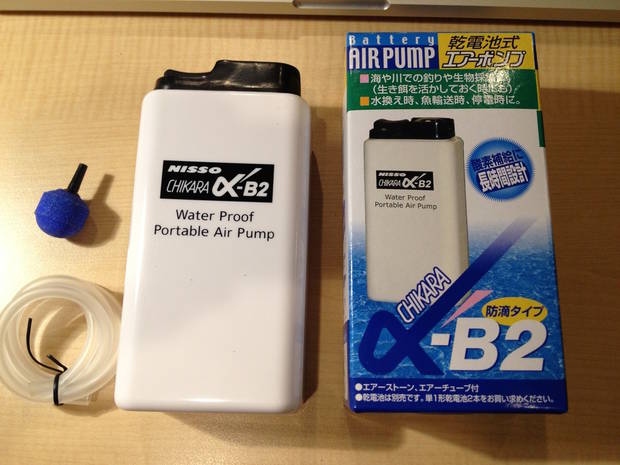 NISSO
CHIKARA α-B2
Water Proof
Portable Air Pump
Battery
AIR PUMP
乾電池式
エアーポンプ
海や川での釣りや生物採集
(生き餌を活かしておく時にも)
水換え時、魚輸送時、停電時に。
酸素補給に
長時間設計
NISSO
CHIKARA α-B2
Water Proof
Portable Air Pump
CHIKARA
防滴タイプ
α-B2
●エアーストーン、エアーチューブ付
●乾電池は別売です。単1形乾電池2本をお買い求めください。